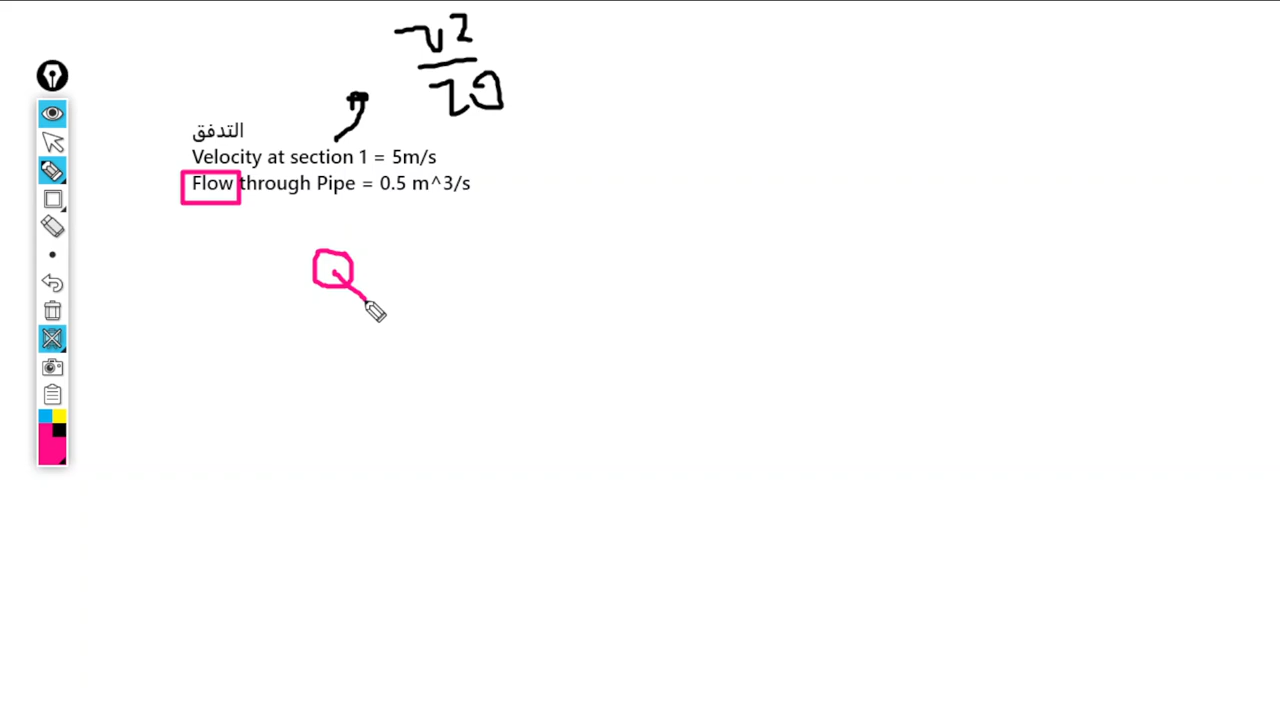 v2
2g
التدفق
Velocity at section 1 = 5m/s
Flow through Pipe = 0.5 m^3/s